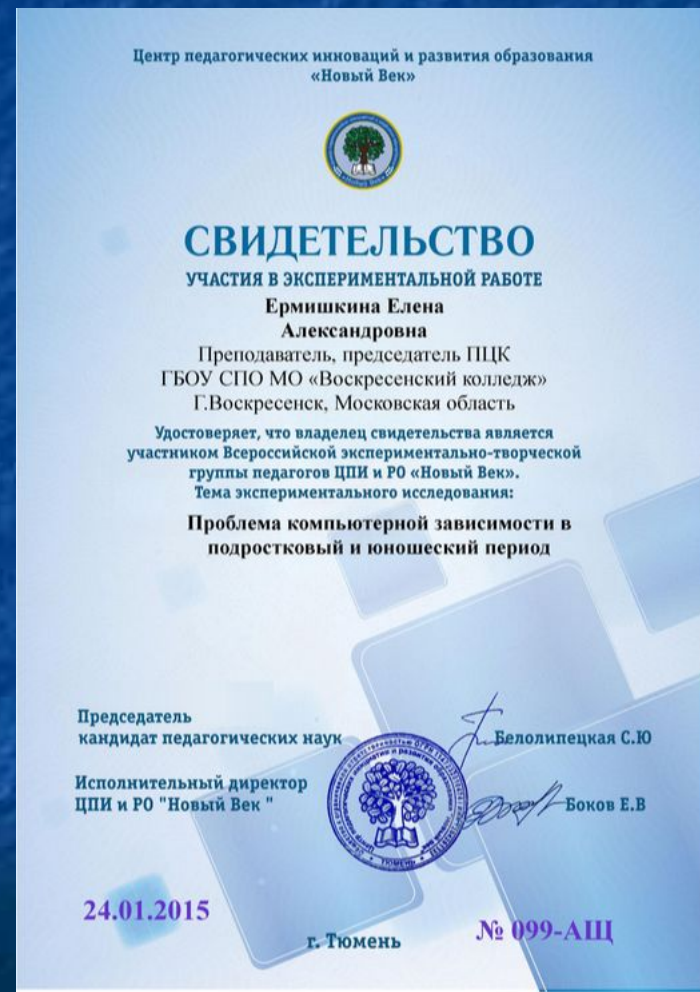 Центр педагогических инноваций и развития образования
«Новый Век»
СВИДЕТЕЛЬСТВО
УЧАСТИЯ В ЭКСПЕРИМЕНТАЛЬНОЙ РАБОТЕ
Ермишкина Елена
Александровна
Преподаватель, председатель ПЦК
ГБОУ СПО МО «Воскресенский колледж»
Г.Воскресенск, Московская область
Удостоверяет, что владелец свидетельства является
участником Всероссийской экспериментально-творческой
группы педагогов ЦПИ и РО «Новый Век».
Тема экспериментального исследования:
Проблема компьютерной зависимости в
подростковый и юношеский период
Председатель
кандидат педагогических наук Белолипецкая С.Ю
Исполнительный директор
ЦПИ и РО "Новый Век " Боков Е.В
ТЮМЕНЬ
24.01.2015
г. Тюмень
№ 099-АЩ